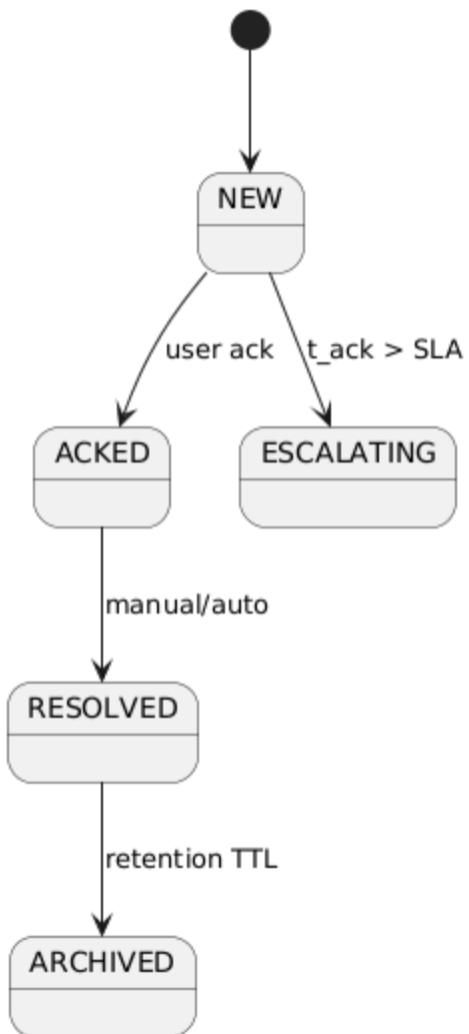 NEW
user ack
t_ack > SLA
ACKED
ESCALATING
manual/auto
RESOLVED
retention TTL
ARCHIVED